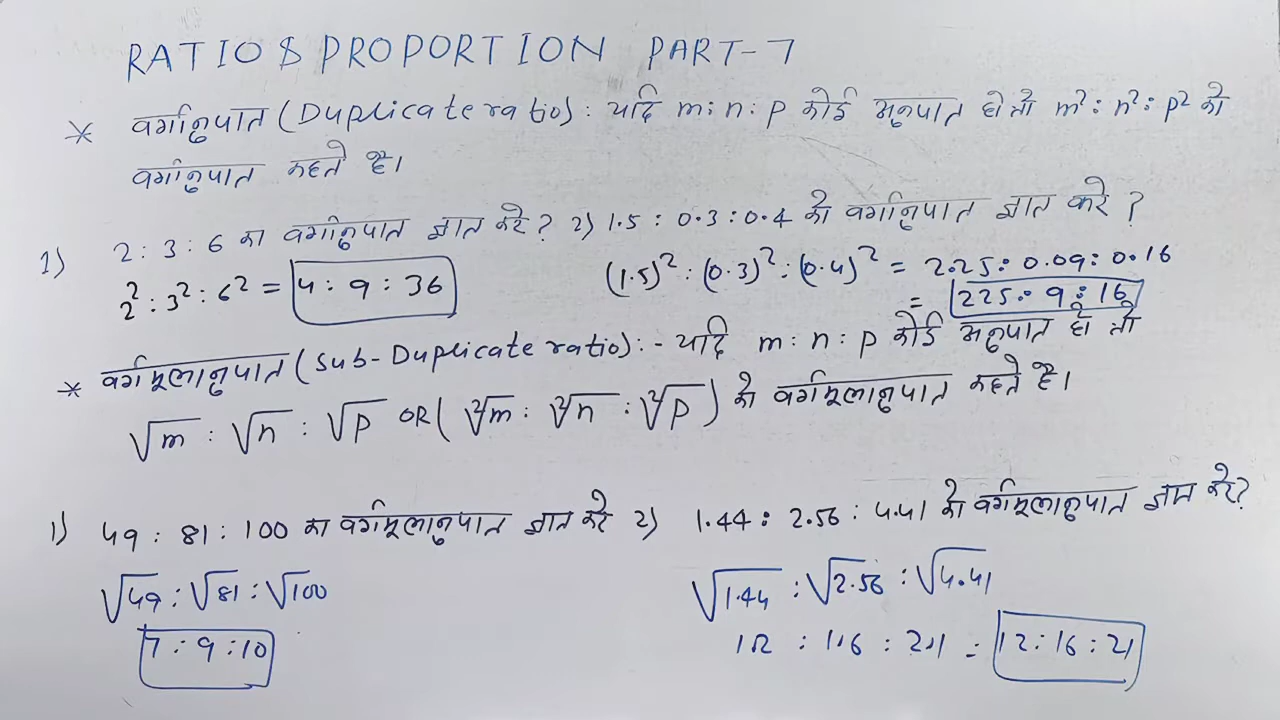 RATIO & PROPORTION PART-7
* वर्गानुपात (Duplicate ratio) : यदि m : n : p कोई अनुपात हो तो m² : n² : p² को
वर्गानुपात कहते है।
1) 2 : 3 : 6 का वर्गानुपात ज्ञात करे ? 2) 1.5 : 0.3 : 0.4 को वर्गानुपात ज्ञात करे ?
2² : 3² : 6² = 4 : 9 : 36 (1.5)² : (0.3)² : (0.4)² = 2.25 : 0.09 : 0.16
= 225 : 9 : 16
* वर्गमूलानुपात (Sub-Duplicate ratio) : - यदि m : n : p कोई अनुपात हो तो
√m : √n : √p OR ( ²√m : ²√n : ²√p ) को वर्गमूलानुपात कहते है।
1) 49 : 81 : 100 का वर्गमूलानुपात ज्ञात करे 2) 1.44 : 2.56 : 4.41 को वर्गमूलानुपात ज्ञात करे?
√49 : √81 : √100 √1.44 : √2.56 : √4.41
7 : 9 : 10 1.2 : 1.6 : 2.1 = 12 : 16 : 21